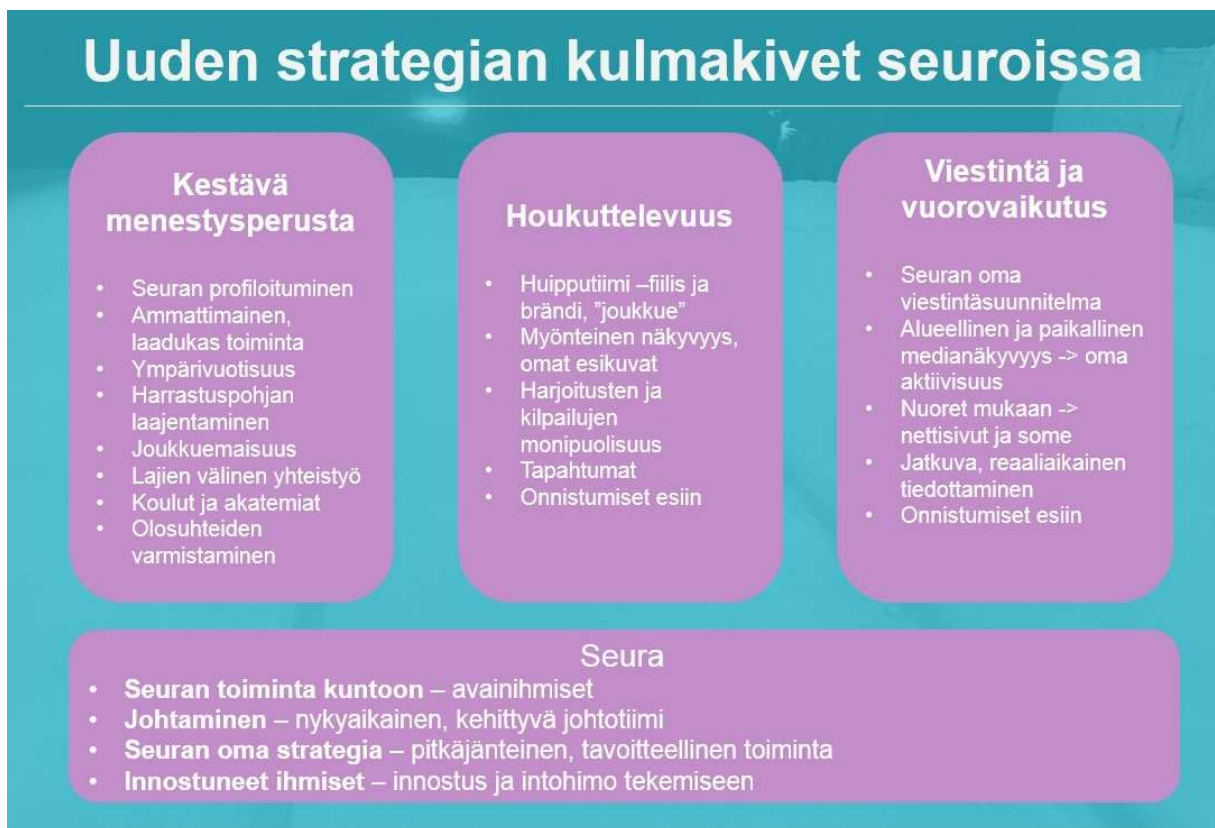 Uuden strategian kulmakivet seuroissa
Kestävä
menestysperusta
• Seuran profiloituminen
• Ammattimainen,
laadukas toiminta
• Ympärivuotisuus
• Harrastuspohjan
laajentaminen
• Joukkuemaisuus
• Lajien välinen yhteistyö
• Koulut ja akatemiat
• Olosuhteiden
varmistaminen
Houkuttelevuus
• Huipputiimi –fiilis ja
brändi, ”joukkue”
• Myönteinen näkyvyys,
omat esikuvat
• Harjoitusten ja
kilpailujen
monipuolisuus
• Tapahtumat
• Onnistumiset esiin
Viestintä ja
vuorovaikutus
• Seuran oma
viestintäsuunnitelma
• Alueellinen ja paikallinen
medianäkyvyys -> oma
aktiivisuus
• Nuoret mukaan ->
nettisivut ja some
• Jatkuva, reaaliaikainen
tiedottaminen
• Onnistumiset esiin
Seura
• Seuran toiminta kuntoon – avainihmiset
• Johtaminen – nykyaikainen, kehittyvä johtotiimi
• Seuran oma strategia – pitkäjänteinen, tavoitteellinen toiminta
• Innostuneet ihmiset – innostus ja intohimo tekemiseen